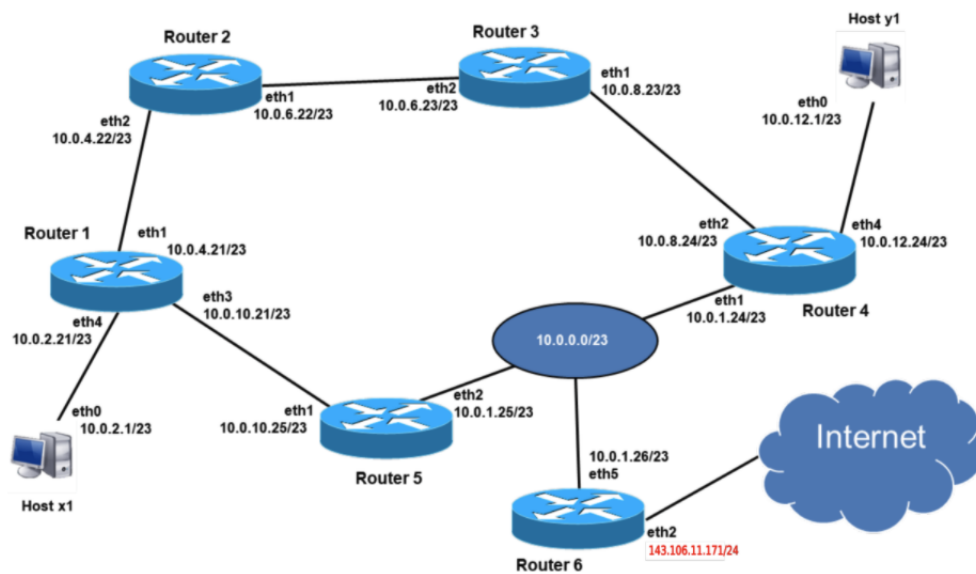 Host y1
Router 2
Router 3
eth1
10.0.8.23/23
eth2
10.0.6.23/23
eth1
10.0.6.22/23
eth0
10.0.12.1/23
eth2
10.0.4.22/23
Router 1
eth1
10.0.4.21/23
eth2
10.0.8.24/23
eth4
10.0.12.24/23
eth3
10.0.10.21/23
eth4
10.0.2.21/23
eth1
10.0.1.24/23
Router 4
10.0.0.0/23
eth2
10.0.1.25/23
eth1
10.0.10.25/23
eth0
10.0.2.1/23
Internet
Router 5
10.0.1.26/23
eth5
Host x1
eth2
143.106.11.171/24
Router 6